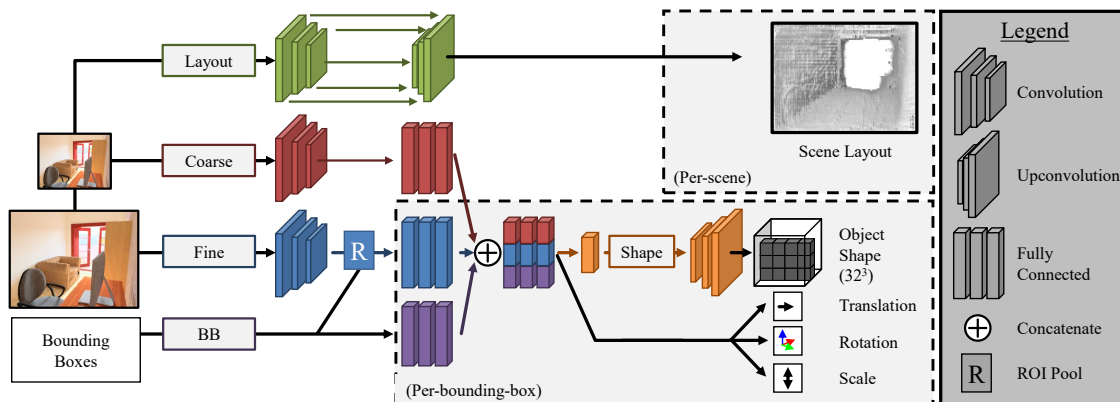 Layout
Coarse
Fine
BB
Bounding
Boxes
R
(Per-bounding-box)
Shape
Scene Layout
(Per-scene)
Object
Shape
(32³)
Translation
Rotation
Scale
Legend
Convolution
Upconvolution
Fully
Connected
Concatenate
R
ROI Pool